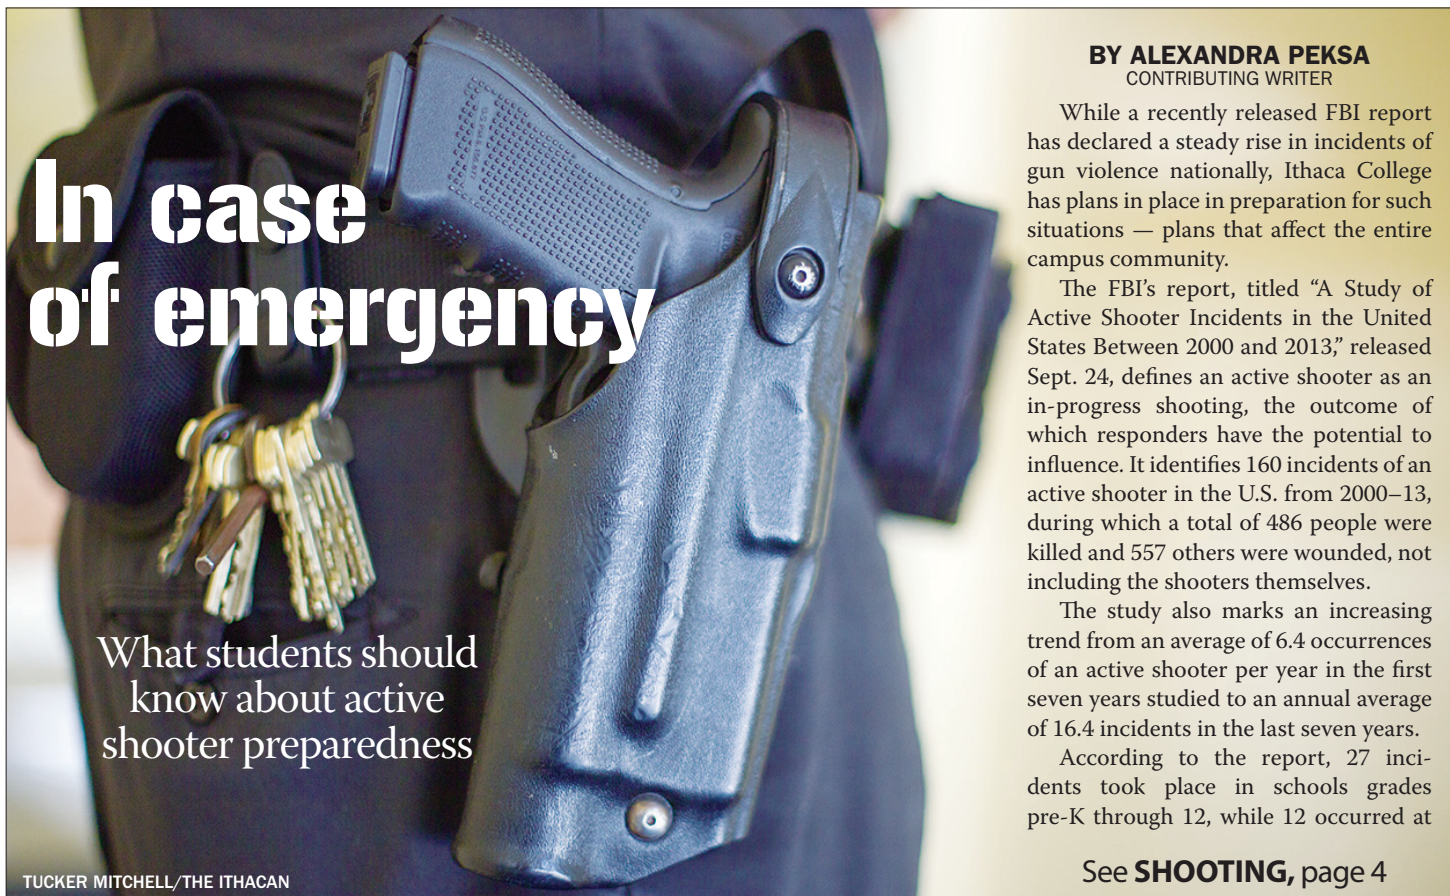 In case
of emergency
What students should
know about active
shooter preparedness
TUCKER MITCHELL/THE ITHACAN
BY ALEXANDRA PEKSA
CONTRIBUTING WRITER
While a recently released FBI report
has declared a steady rise in incidents of
gun violence nationally, Ithaca College
has plans in place in preparation for such
situations — plans that affect the entire
campus community.
The FBI’s report, titled “A Study of
Active Shooter Incidents in the United
States Between 2000 and 2013,” released
Sept. 24, defines an active shooter as an
in-progress shooting, the outcome of
which responders have the potential to
influence. It identifies 160 incidents of an
active shooter in the U.S. from 2000–13,
during which a total of 486 people were
killed and 557 others were wounded, not
including the shooters themselves.
The study also marks an increasing
trend from an average of 6.4 occurrences
of an active shooter per year in the first
seven years studied to an annual average
of 16.4 incidents in the last seven years.
According to the report, 27 inci-
dents took place in schools grades
pre-K through 12, while 12 occurred at
See SHOOTING, page 4